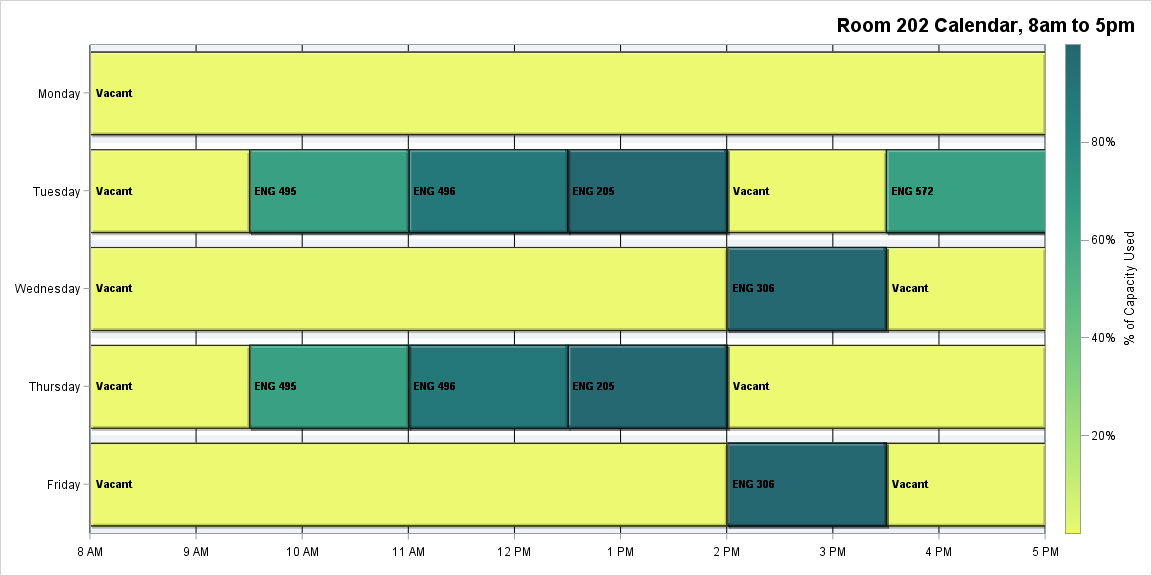 Room 202 Calendar, 8am to 5pm
Monday
Vacant
Tuesday
Vacant
ENG 495
ENG 496
ENG 205
Vacant
ENG 572
Wednesday
Vacant
ENG 306
Vacant
Thursday
Vacant
ENG 495
ENG 496
ENG 205
Vacant
Friday
Vacant
ENG 306
Vacant
8 AM
9 AM
10 AM
11 AM
12 PM
1 PM
2 PM
3 PM
4 PM
5 PM
80%
60%
40%
20%
% of Capacity Used